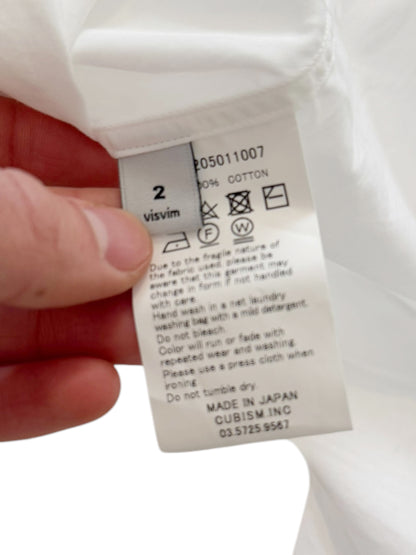 205011007
00% COTTON
2
visvim
F
W
Due to the fragile nature of
the fabric used, please be
aware that this garment may
change in form if not handled
with care.
Hand wash in a net laundry
washing bag with a mild detergent.
Do not bleach.
Color will run or fade with
repeated wear and washing.
Please use a press cloth when
ironing.
Do not tumble dry.
MADE IN JAPAN
CUBISM.INC
03.5725.9567